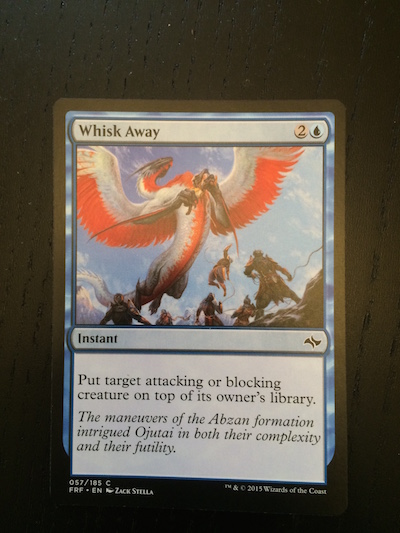 Whisk Away 2
Instant
Put target attacking or blocking
creature on top of its owner's library.
The maneuvers of the Abzan formation
intrigued Ojutai in both their complexity
and their futility.
057/185 C
FRF • EN Zack Stella
™ & © 2015 Wizards of the Coast